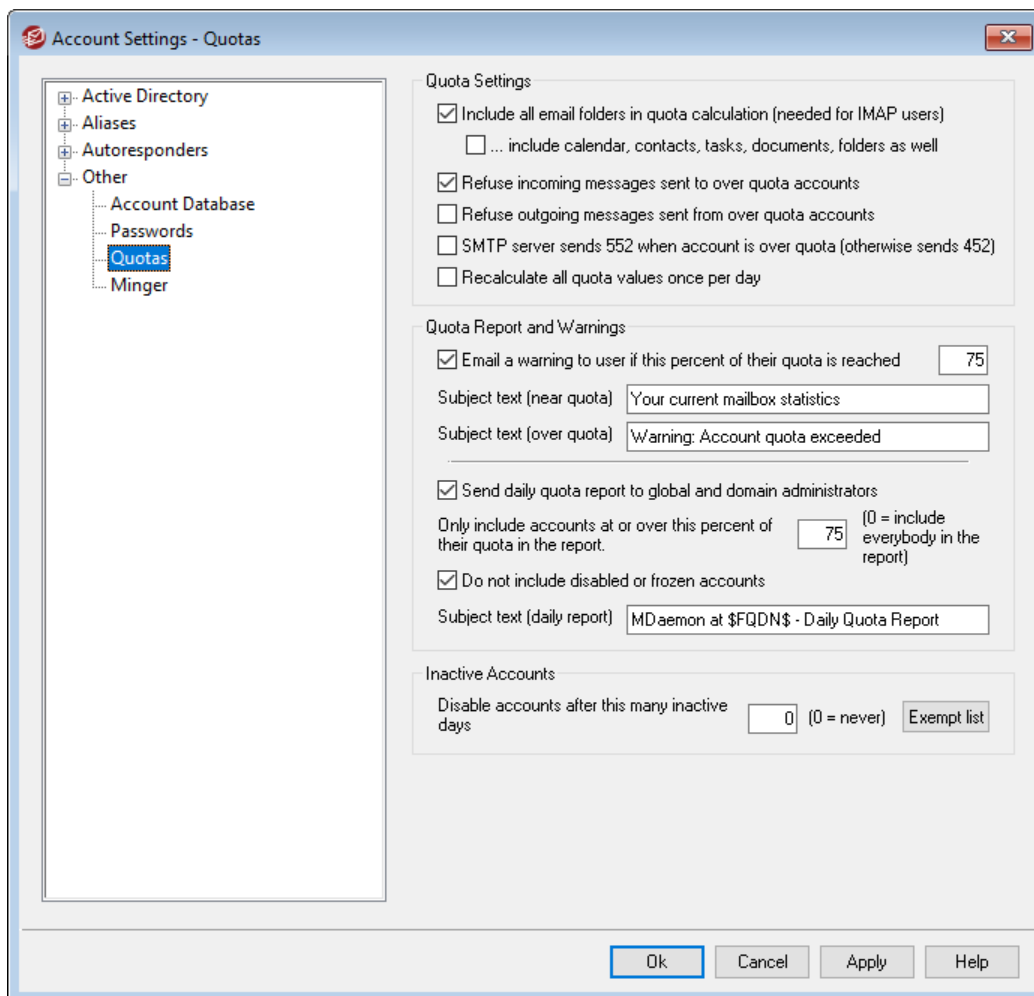 Account Settings - Quotas
Active Directory
Aliases
Autoresponders
Other
Account Database
Passwords
Quotas
Minger
Quota Settings
Include all email folders in quota calculation (needed for IMAP users)
... include calendar, contacts, tasks, documents, folders as well
Refuse incoming messages sent to over quota accounts
Refuse outgoing messages sent from over quota accounts
SMTP server sends 552 when account is over quota (otherwise sends 452)
Recalculate all quota values once per day
Quota Report and Warnings
Email a warning to user if this percent of their quota is reached 75
Subject text (near quota) Your current mailbox statistics
Subject text (over quota) Warning: Account quota exceeded
Send daily quota report to global and domain administrators
Only include accounts at or over this percent of
their quota in the report.
75
(0 = include
everybody in the
report)
Do not include disabled or frozen accounts
Subject text (daily report) MDaemon at $FQDN$ - Daily Quota Report
Inactive Accounts
Disable accounts after this many inactive
days
0 (0 = never) Exempt list
Ok Cancel Apply Help